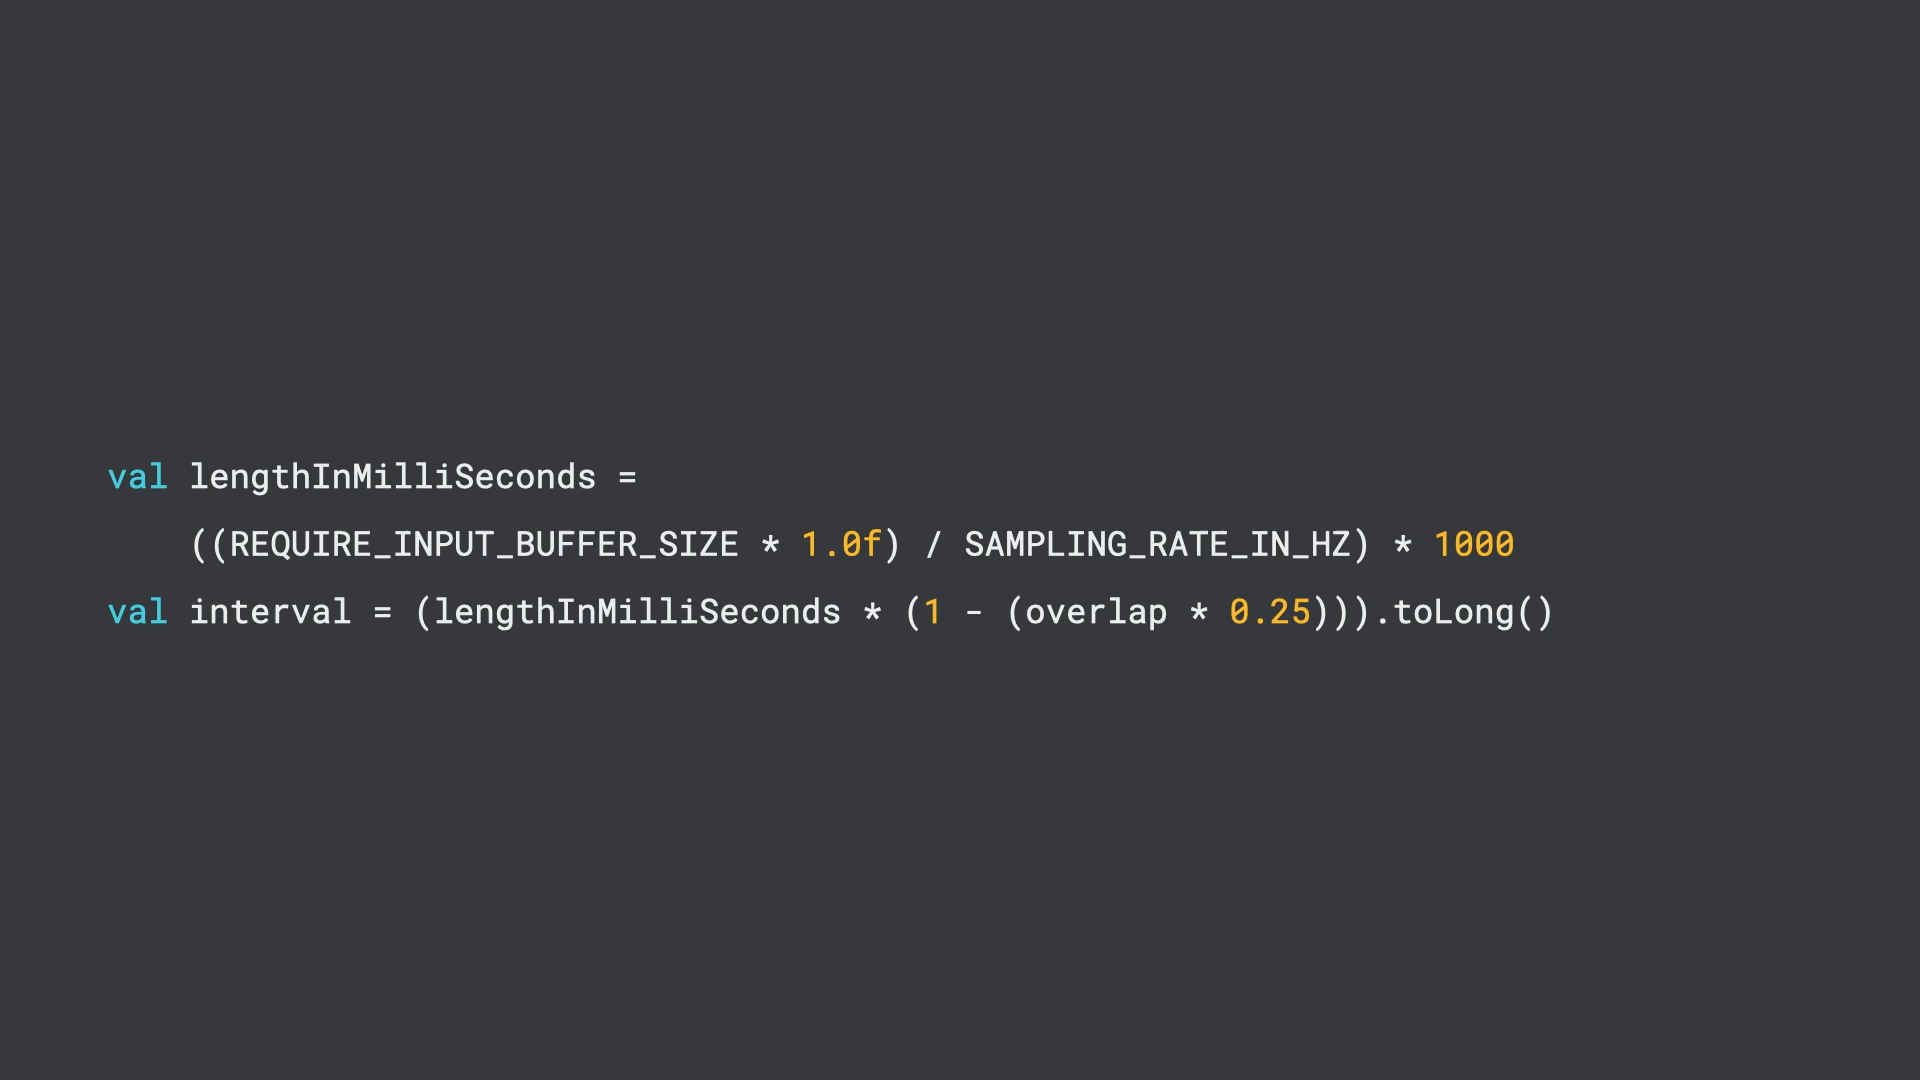 val lengthInMilliSeconds =
((REQUIRE_INPUT_BUFFER_SIZE * 1.0f) / SAMPLING_RATE_IN_HZ) * 1000
val interval = (lengthInMilliSeconds * (1 - (overlap * 0.25))).toLong()